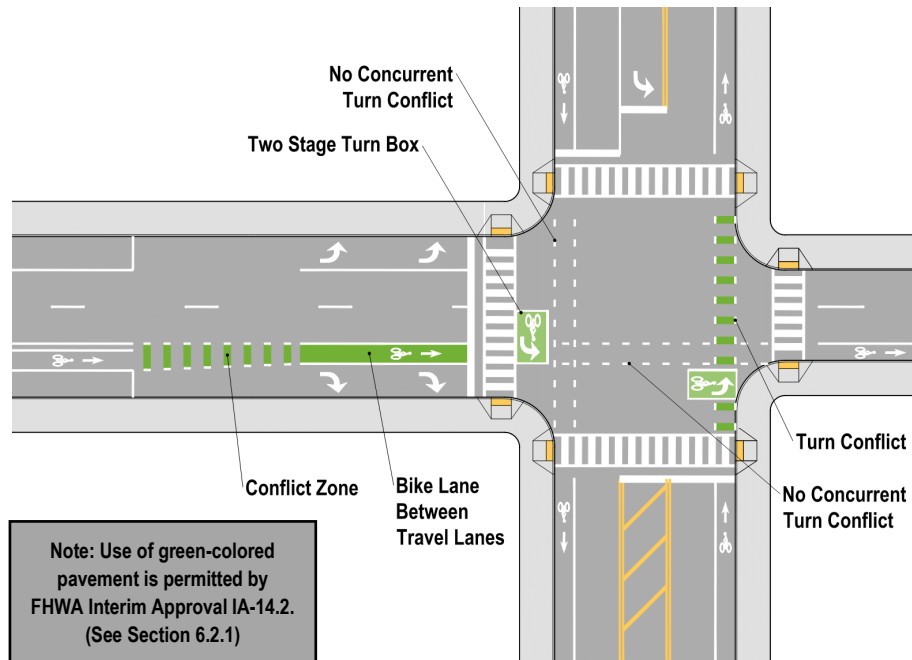 No Concurrent
Turn Conflict
Two Stage Turn Box
Turn Conflict
No Concurrent
Turn Conflict
Conflict Zone
Bike Lane
Between
Travel Lanes
Note: Use of green-colored
pavement is permitted by
FHWA Interim Approval IA-14.2.
(See Section 6.2.1)